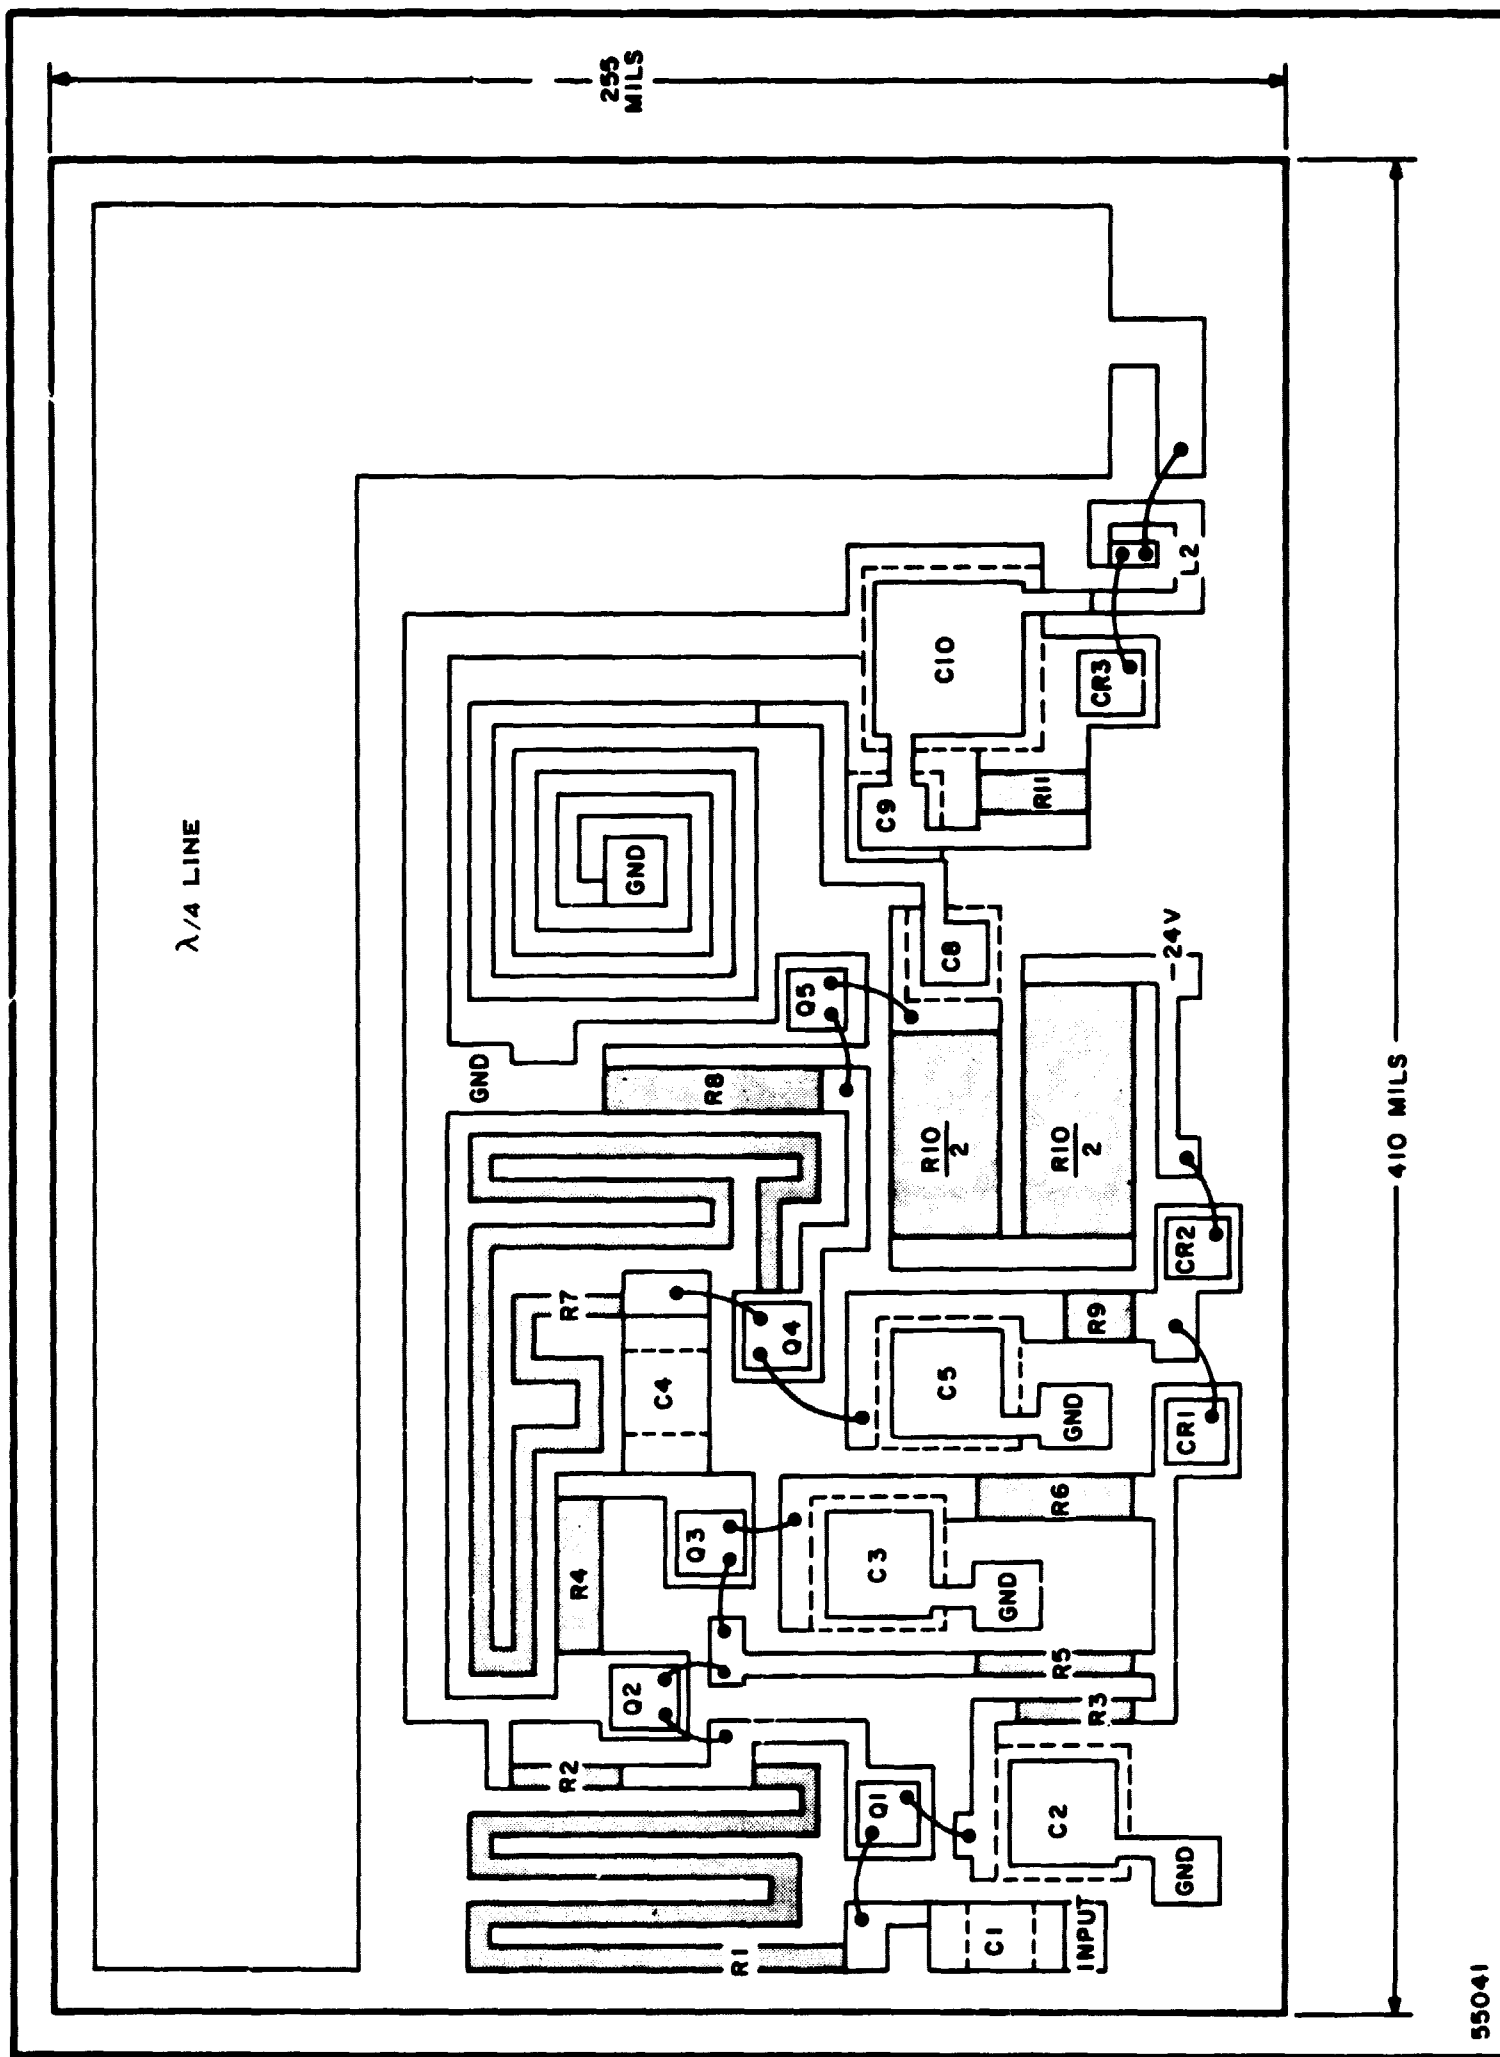 λ/4 LINE
GND
GND
R8
Q5
C8
C9
C10
R11
CR3
L2
-24V
R10
2
R10
2
R7
C4
Q4
C5
GND
R9
CR2
CR1
R4
Q3
C3
GND
R6
R5
R3
Q2
R2
Q1
C2
GND
R1
C1
INPUT
255
MILS
410 MILS
55041